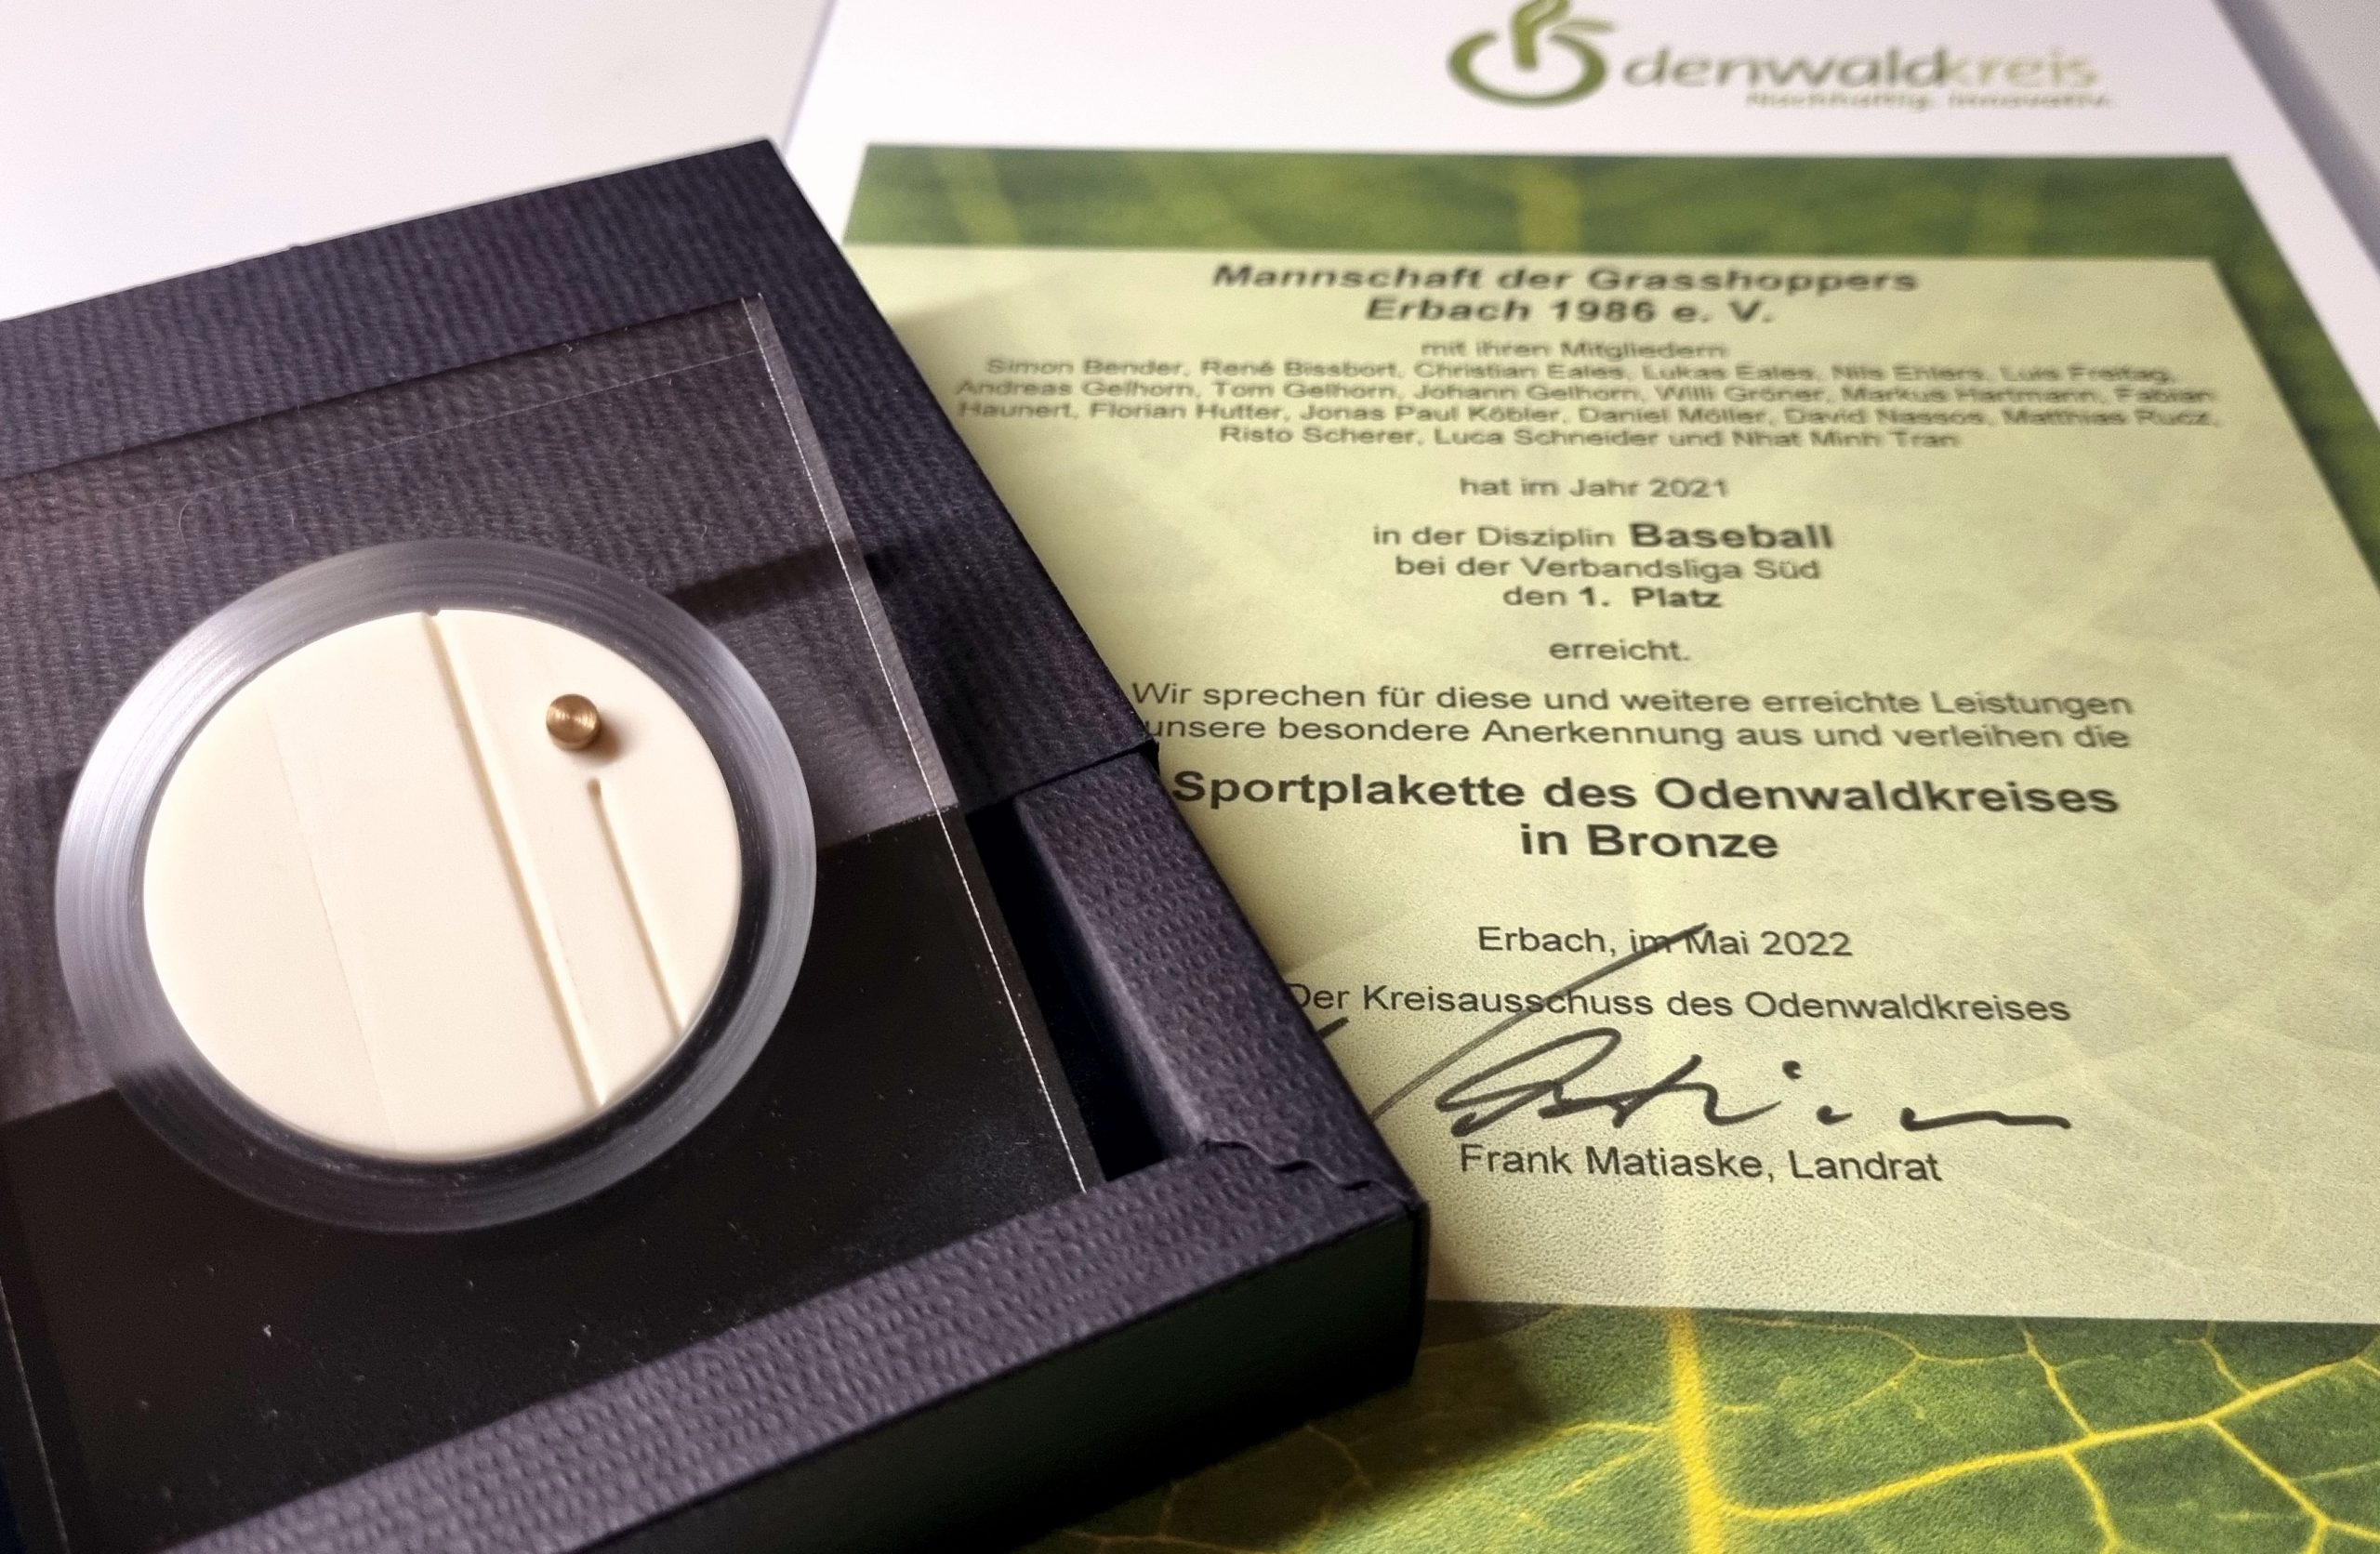 Odenwaldkreis
Nachhaltig. Innovativ.
Mannschaft der Grasshoppers
Erbach 1986 e. V.
mit ihren Mitgliedern
Simon Bender, René Bissbort, Christian Eales, Lukas Eales, Nils Ehlers, Luis Freitag,
Andreas Gelhorn, Tom Gelhorn, Johann Gelhorn, Willi Gröner, Markus Hartmann, Fabian
Haunert, Florian Hutter, Jonas Paul Köbler, Daniel Möller, David Nassos, Matthias Rucz,
Risto Scherer, Luca Schneider und Nhat Minh Tran
hat im Jahr 2021
in der Disziplin Baseball
bei der Verbandsliga Süd
den 1. Platz
erreicht.
Wir sprechen für diese und weitere erreichte Leistungen
unsere besondere Anerkennung aus und verleihen die
Sportplakette des Odenwaldkreises
in Bronze
Erbach, im Mai 2022
Der Kreisausschuss des Odenwaldkreises
Frank Matiaske, Landrat